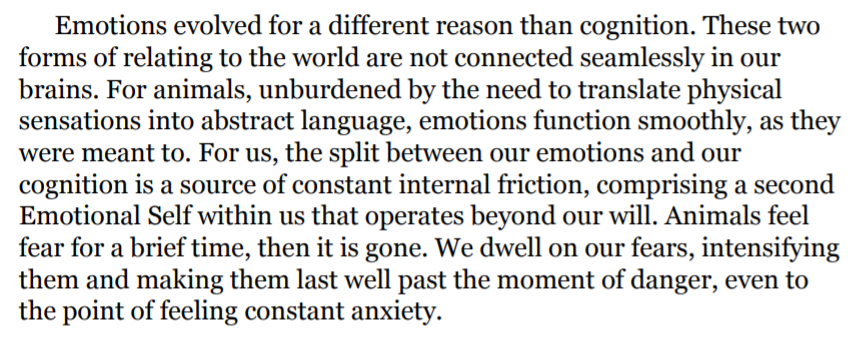 Emotions evolved for a different reason than cognition. These two
forms of relating to the world are not connected seamlessly in our
brains. For animals, unburdened by the need to translate physical
sensations into abstract language, emotions function smoothly, as they
were meant to. For us, the split between our emotions and our
cognition is a source of constant internal friction, comprising a second
Emotional Self within us that operates beyond our will. Animals feel
fear for a brief time, then it is gone. We dwell on our fears, intensifying
them and making them last well past the moment of danger, even to
the point of feeling constant anxiety.